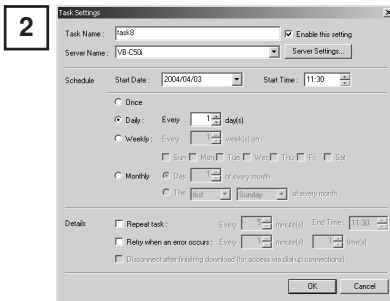 2
Task Settings
Task Name : task8 Enable this setting
Server Name : VB-C50i Server Settings...
Schedule Start Date : 2004/04/03 Start Time : 11:30
Once
Daily : Every 1 day(s)
Weekly : Every 1 week(s) on :
Sun Mon Tue Wed Thu Fri Sat
Monthly Day 1 of every month
The first Sunday of every month
Details Repeat task : Every 5 minute(s) End Time : 11:30
Retry when an error occurs : Every 1 minute(s) 1 time(s)
Disconnect after finishing download (for access via dial-up connections)
OK Cancel